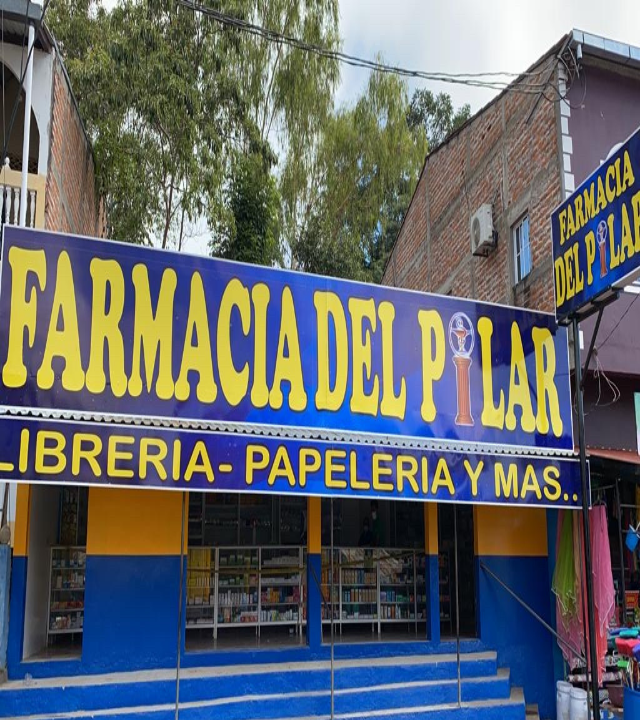 FARMACIA DEL PILAR
LIBRERIA- PAPELERIA Y MAS..
FARMACIA
DEL PILAR